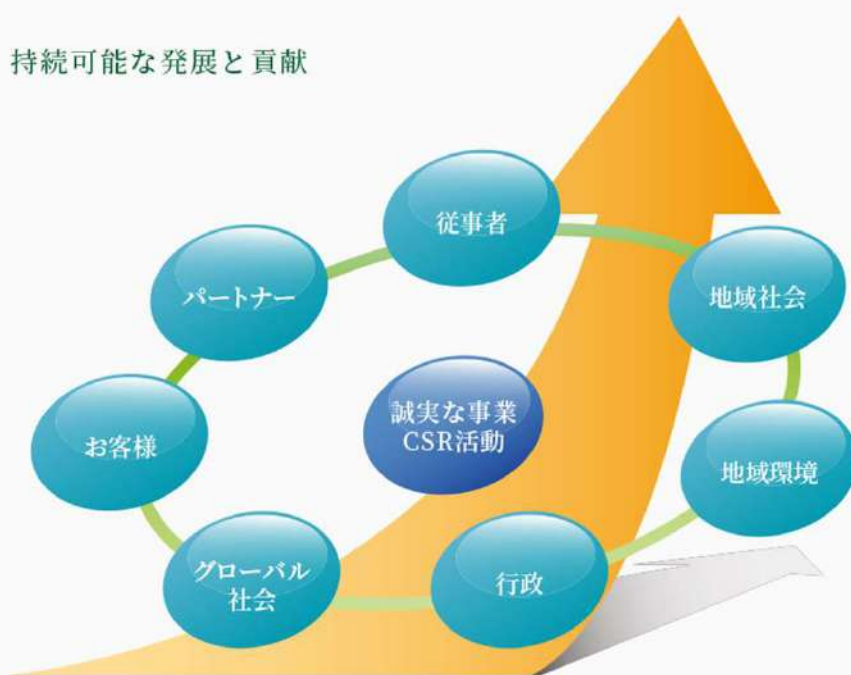 持続可能な発展と貢献
従事者
パートナー
地域社会
誠実な事業
CSR活動
お客様
地域環境
グローバル
社会
行政